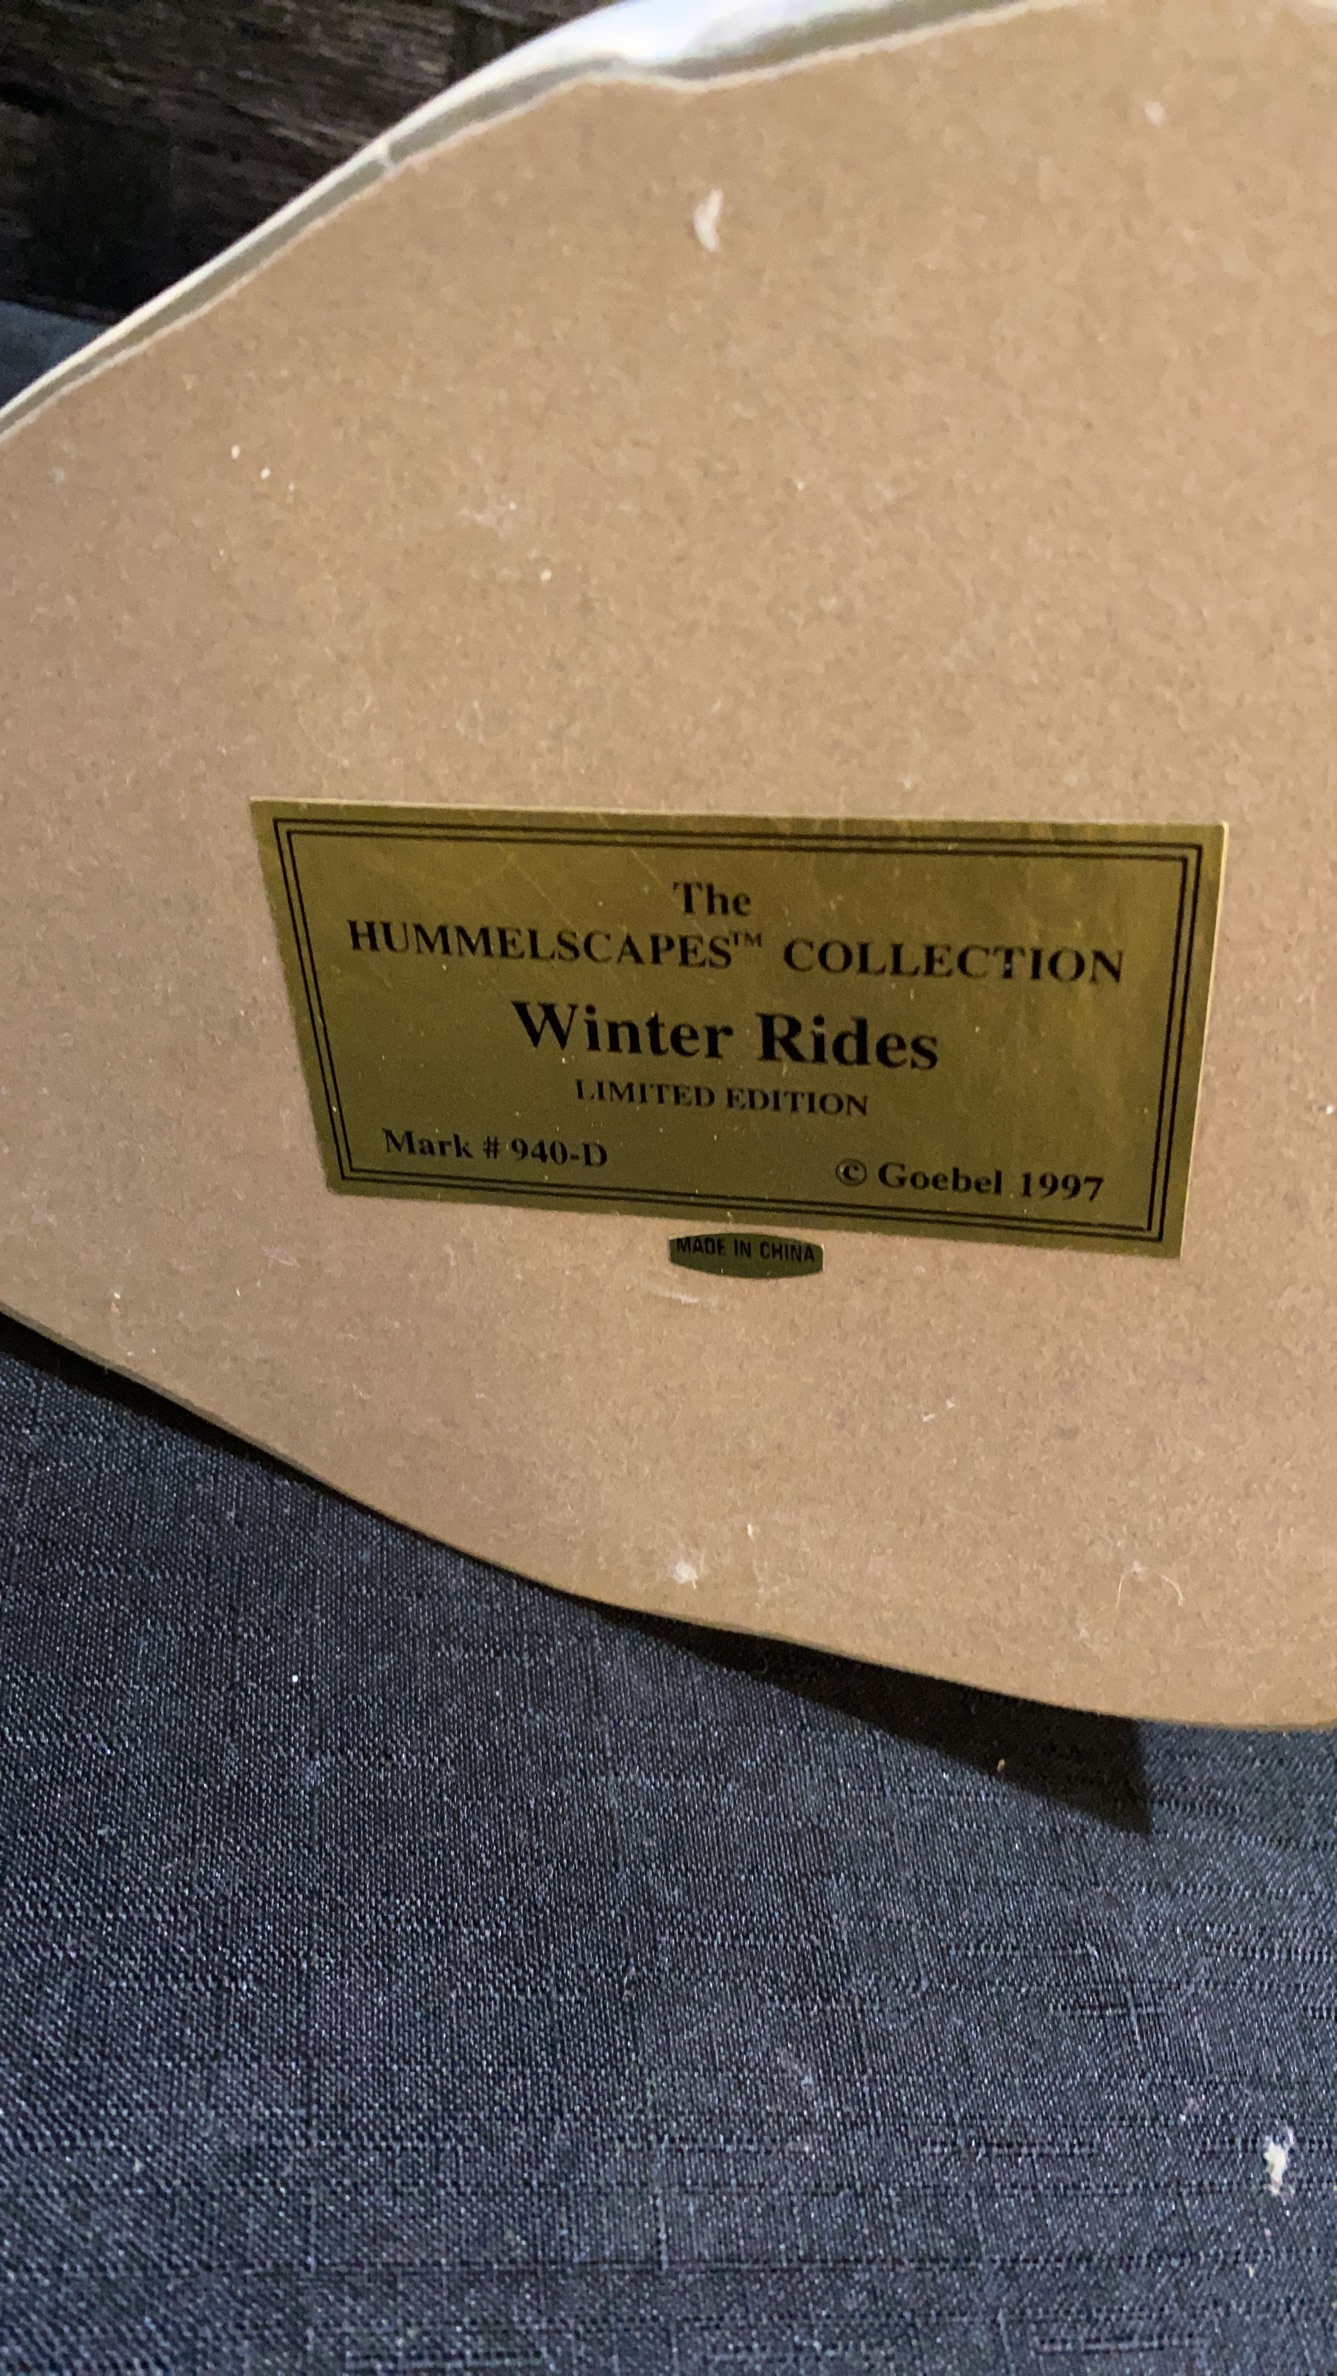 The
HUMMELSCAPES™ COLLECTION
Winter Rides
LIMITED EDITION
Mark # 940-D
© Goebel 1997
MADE IN CHINA